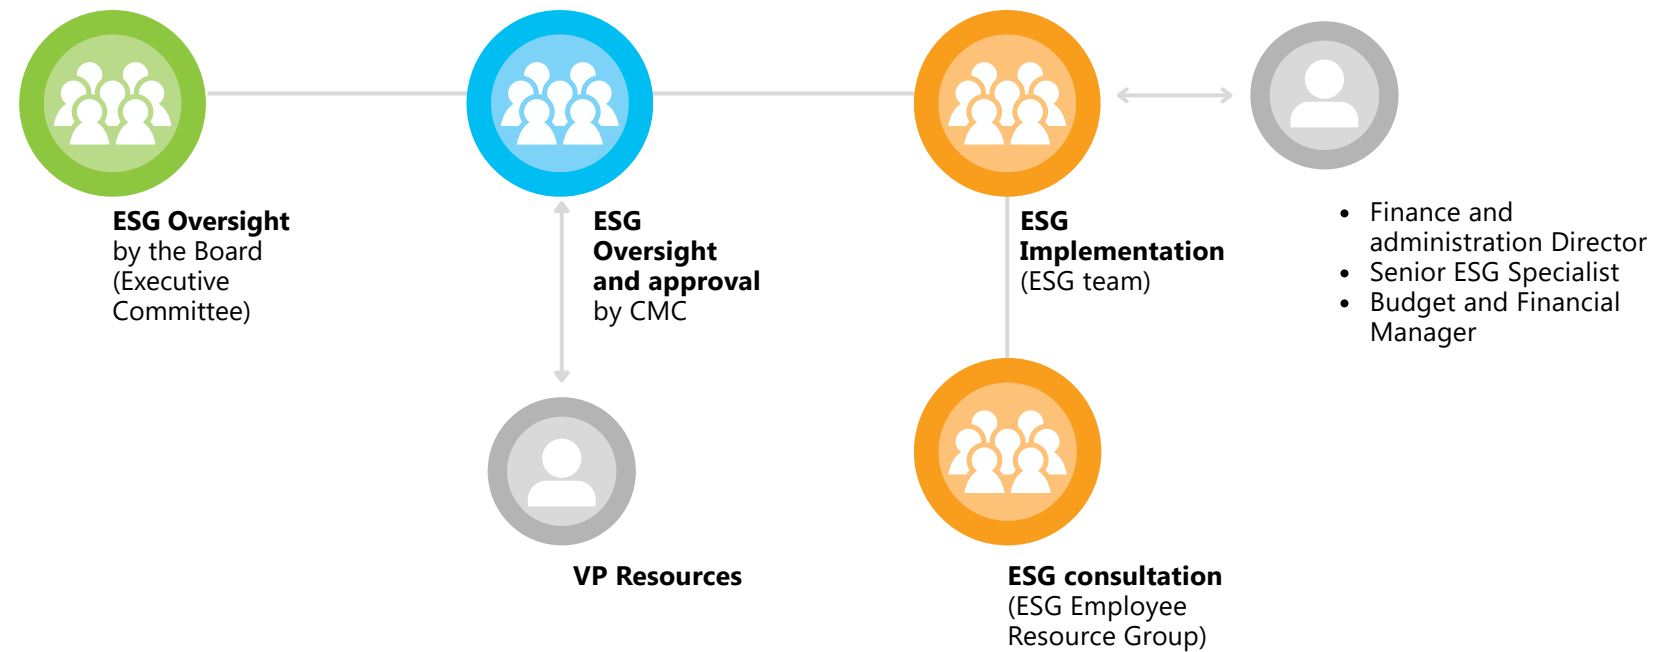 ESG Oversight
by the Board
(Executive
Committee)
ESG
Oversight
and approval
by CMC
ESG
Implementation
(ESG team)
• Finance and
administration Director
• Senior ESG Specialist
• Budget and Financial
Manager
VP Resources
ESG consultation
(ESG Employee
Resource Group)